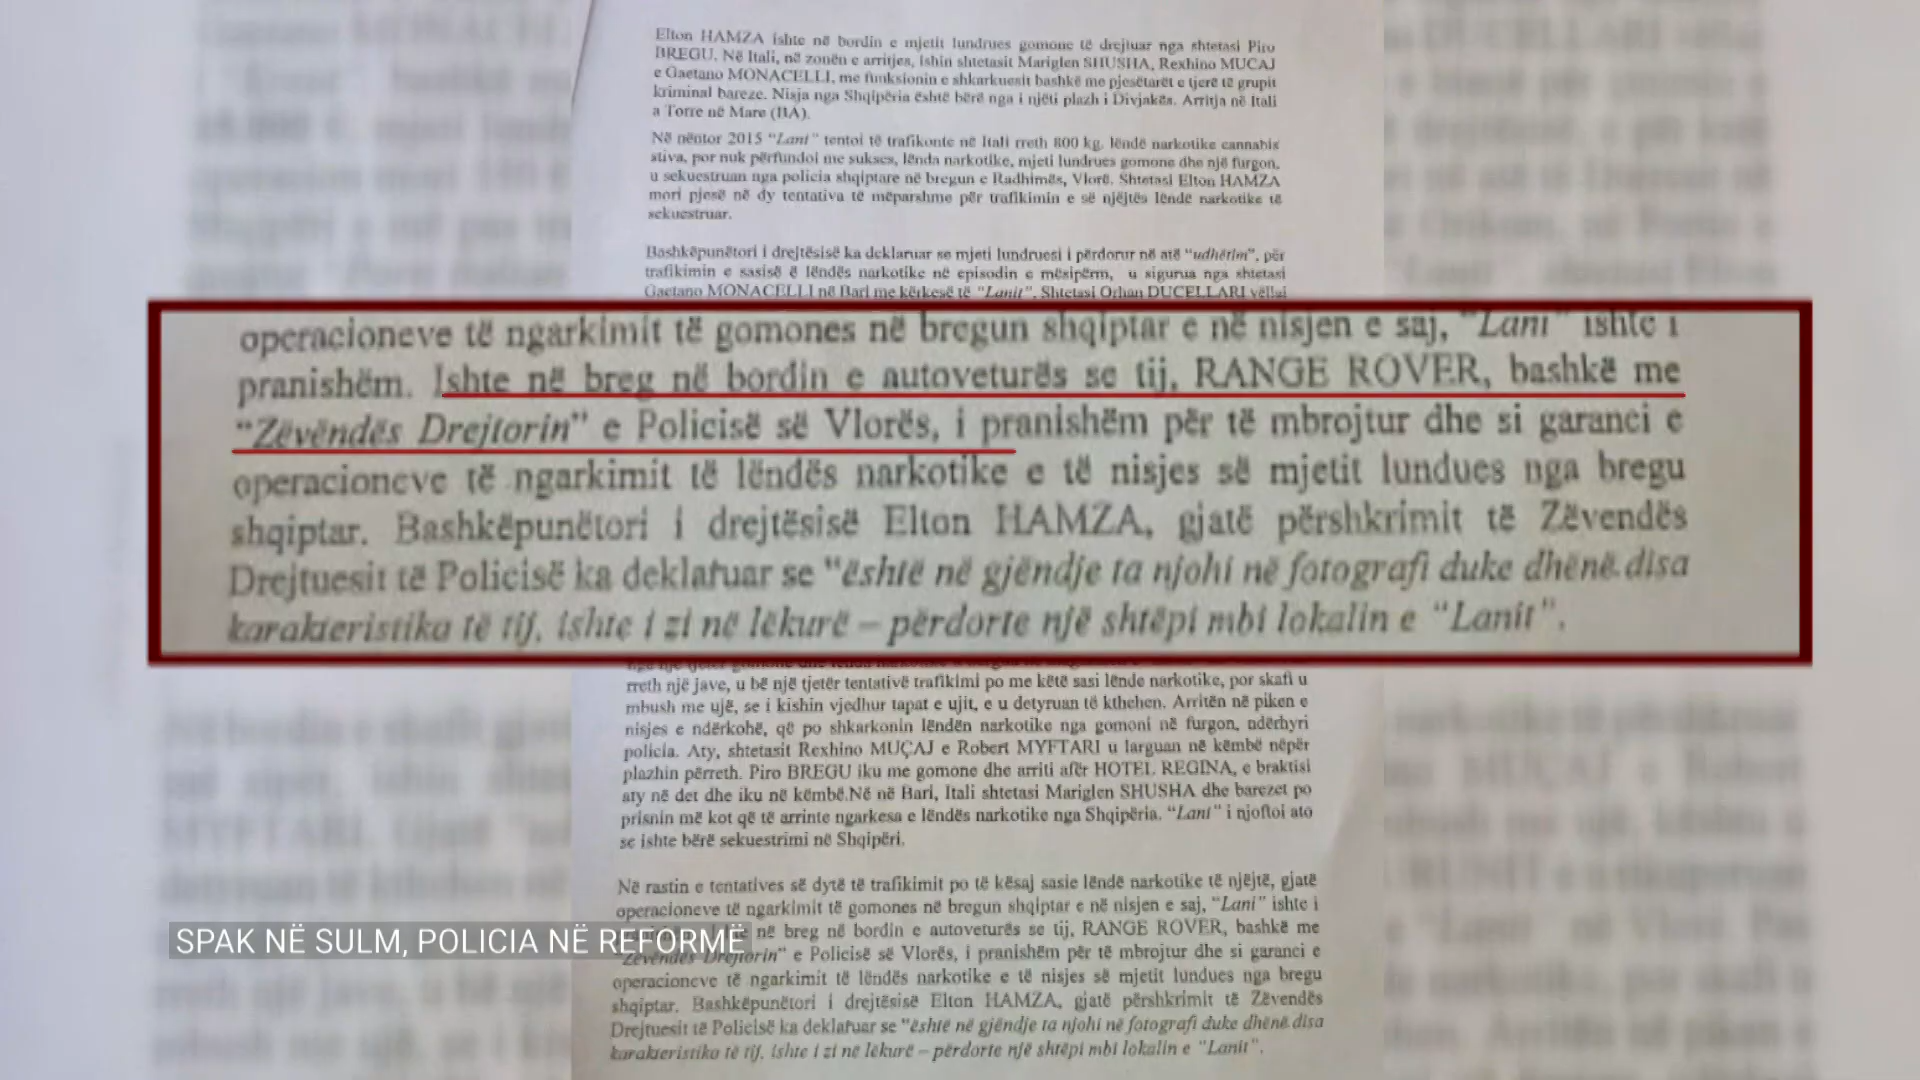 Elton HAMZA ishte në bordin e mjetit lundrues gomone të drejtuar nga shtetasi Piro
BREGU. Në Itali, në zonën e arritjes, ishin shtetasit Mariglen SHUSHA, Rexhino MUCAJ
e Gaetano MONACELLI, me funksionin e shkarkuesit bashkë me pjesëtarët e tjerë të grupit
kriminal bareze. Nisja nga Shqipëria është bërë nga i njëti plazh i Divjakës. Arritja në Itali
a Torre në Mare (BA).
Në nëntor 2015 "Lani" tentoi të trafikonte në Itali rreth 800 kg. lëndë narkotike cannabis
ativa, por nuk përfundoi me sukses, lënda narkotike, mjeti lundrues gomone dhe një furgon,
u sekuestruan nga policia shqiptare në bregun e Radhimës, Vlorë. Shtetasi Elton HAMZA
mori pjesë në dy tentativa të mëparshme për trafikimin e së njëjtës lëndë narkotike të
sekuestruar.
Bashkëpunëtori i drejtësisë ka deklaruar se mjeti lundruesi i përdorur në atë "udhëtim", për
trafikimin e sasisë ë lëndës narkotike në episodin e mësipërm, u sigurua nga shtetasi
Gaetano MONACELLI në Bari me kërkesë të "Lanit". Shtetasi Orhan DUCELLARI vëllai
operacioneve të ngarkimit të gomones në bregun shqiptar e në nisjen e saj, "Lani" ishte i
pranishëm. Ishte në breg në bordin e autoveturës se tij, RANGE ROVER, bashkë me
"Zëvëndës Drejtorin" e Policisë së Vlorës, i pranishëm për të mbrojtur dhe si garanci e
operacioneve të ngarkimit të lëndës narkotike e të nisjes së mjetit lundues nga bregu
shqiptar. Bashkëpunëtori i drejtësisë Elton HAMZA, gjatë përshkrimit të Zëvendës
Drejtuesit të Policisë ka deklaruar se "është në gjëndje ta njohi në fotografi duke dhënë disa
karakteristika të tij, ishte i zi në lëkurë – përdorte një shtëpi mbi lokalin e "Lanit".
rreth një jave, u bë një tjetër tentativë trafikimi po me këtë sasi lënde narkotike, por skafi u
mbush me ujë, se i kishin vjedhur tapat e ujit, e u detyruan të kthehen. Arritën në piken e
nisjes e ndërkohë, që po shkarkonin lëndën narkotike nga gomoni në furgon, ndërhyri
policia. Aty, shtetasit Rexhino MUÇAJ e Robert MYFTARI u larguan në këmbë nëpër
plazhin përreth. Piro BREGU iku me gomone dhe arriti afër HOTEL REGINA, e braktisi
aty në det dhe iku në këmbë.Në në Bari, Itali shtetasi Mariglen SHUSHA dhe barezet po
prisnin më kot që të arrinte ngarkesa e lëndës narkotike nga Shqipëria. "Lani" i njoftoi ato
se ishte bërë sekuestrimi në Shqipëri.
Në rastin e tentatives së dytë të trafikimit po të kësaj sasie lëndë narkotike të njëjtë, gjatë
operacioneve të ngarkimit të gomones në bregun shqiptar e në nisjen e saj, "Lani" ishte i
në breg në bordin e autoveturës se tij, RANGE ROVER, bashkë me
SPAK NË SULM, POLICIA NË REFORMË
"Zëvëndës Drejtorin" e Policisë së Vlorës, i pranishëm për të mbrojtur dhe si garanci e
operacioneve të ngarkimit të lëndës narkotike e të nisjes së mjetit lundues nga bregu
shqiptar. Bashkëpunëtori i drejtësisë Elton HAMZA, gjatë përshkrimit të Zëvendës
Drejtuesit të Policisë ka deklaruar se "është në gjëndje ta njohi në fotografi duke dhënë disa
karakteristika të tij, ishte i zi në lëkurë – përdorte një shtëpi mbi lokalin e "Lanit".